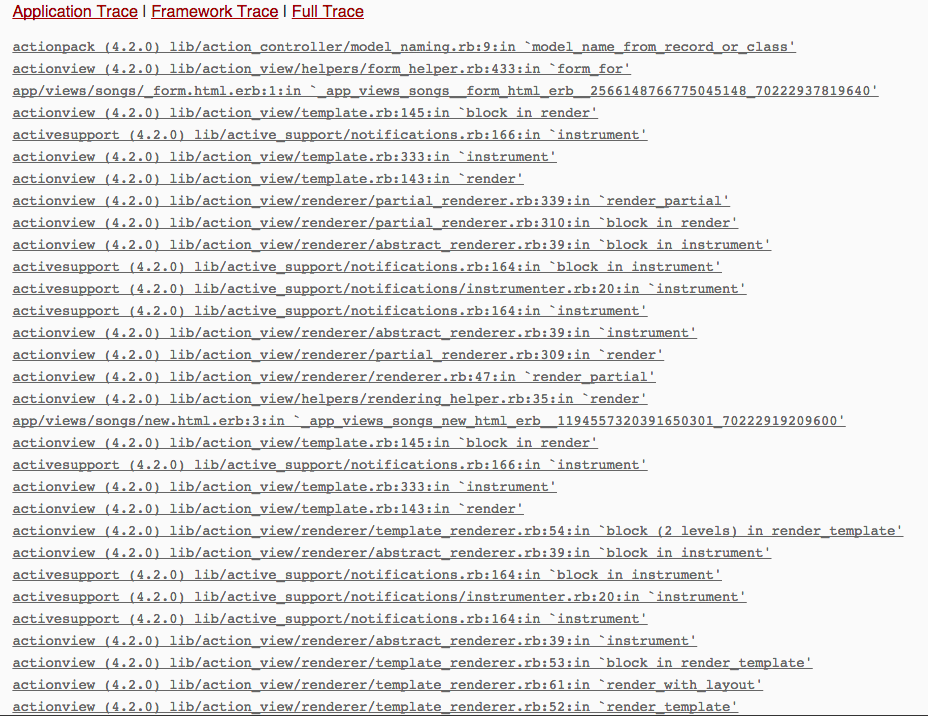 Application Trace | Framework Trace | Full Trace
actionpack (4.2.0) lib/action_controller/model_naming.rb:9:in `model_name_from_record_or_class'
actionview (4.2.0) lib/action_view/helpers/form_helper.rb:433:in `form_for'
app/views/songs/_form.html.erb:1:in `_app_views_songs__form_html_erb__2566148766775045148_70222937819640'
actionview (4.2.0) lib/action_view/template.rb:145:in `block in render'
activesupport (4.2.0) lib/active_support/notifications.rb:166:in `instrument'
actionview (4.2.0) lib/action_view/template.rb:333:in `instrument'
actionview (4.2.0) lib/action_view/template.rb:143:in `render'
actionview (4.2.0) lib/action_view/renderer/partial_renderer.rb:339:in `render_partial'
actionview (4.2.0) lib/action_view/renderer/partial_renderer.rb:310:in `block in render'
actionview (4.2.0) lib/action_view/renderer/abstract_renderer.rb:39:in `block in instrument'
activesupport (4.2.0) lib/active_support/notifications.rb:164:in `block in instrument'
activesupport (4.2.0) lib/active_support/notifications/instrumenter.rb:20:in `instrument'
activesupport (4.2.0) lib/active_support/notifications.rb:164:in `instrument'
actionview (4.2.0) lib/action_view/renderer/abstract_renderer.rb:39:in `instrument'
actionview (4.2.0) lib/action_view/renderer/partial_renderer.rb:309:in `render'
actionview (4.2.0) lib/action_view/renderer/renderer.rb:47:in `render_partial'
actionview (4.2.0) lib/action_view/helpers/rendering_helper.rb:35:in `render'
app/views/songs/new.html.erb:3:in `_app_views_songs_new_html_erb__1194557320391650301_70222919209600'
actionview (4.2.0) lib/action_view/template.rb:145:in `block in render'
activesupport (4.2.0) lib/active_support/notifications.rb:166:in `instrument'
actionview (4.2.0) lib/action_view/template.rb:333:in `instrument'
actionview (4.2.0) lib/action_view/template.rb:143:in `render'
actionview (4.2.0) lib/action_view/renderer/template_renderer.rb:54:in `block (2 levels) in render_template'
actionview (4.2.0) lib/action_view/renderer/abstract_renderer.rb:39:in `block in instrument'
activesupport (4.2.0) lib/active_support/notifications.rb:164:in `block in instrument'
activesupport (4.2.0) lib/active_support/notifications/instrumenter.rb:20:in `instrument'
activesupport (4.2.0) lib/active_support/notifications.rb:164:in `instrument'
actionview (4.2.0) lib/action_view/renderer/abstract_renderer.rb:39:in `instrument'
actionview (4.2.0) lib/action_view/renderer/template_renderer.rb:53:in `block in render_template'
actionview (4.2.0) lib/action_view/renderer/template_renderer.rb:61:in `render_with_layout'
actionview (4.2.0) lib/action_view/renderer/template_renderer.rb:52:in `render_template'